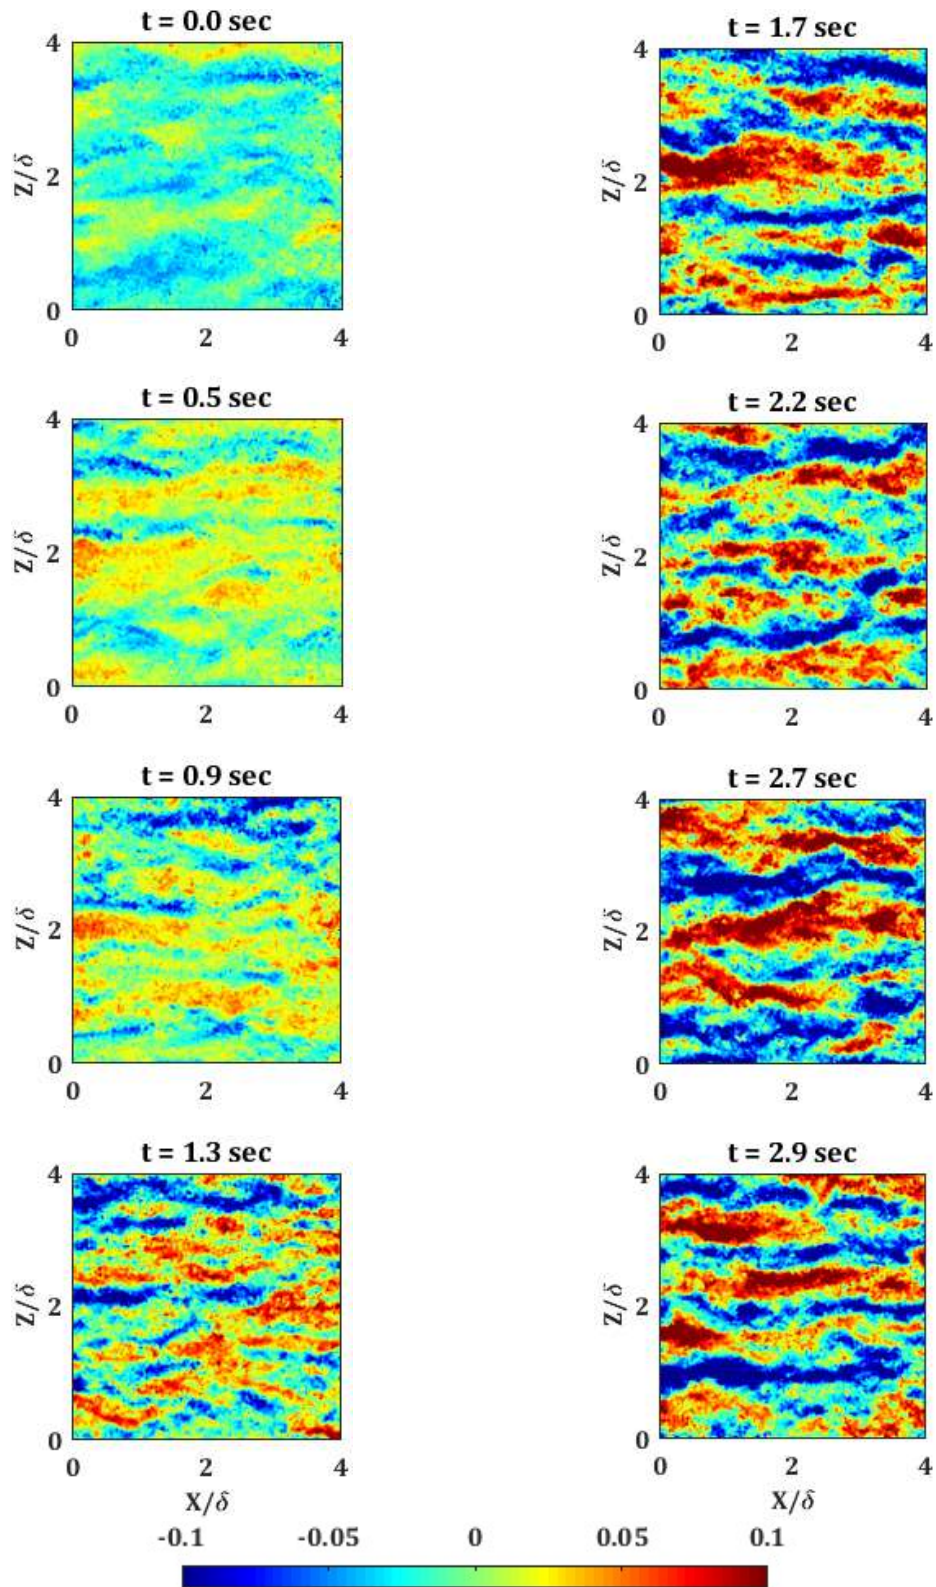 t = 0.0 sec
4
Z/δ
2
0
0 2 4
t = 0.5 sec
4
Z/δ
2
0
0 2 4
t = 0.9 sec
4
Z/δ
2
0
0 2 4
t = 1.3 sec
4
Z/δ
2
0
0 2 4
X/δ
t = 1.7 sec
4
Z/δ
2
0
0 2 4
t = 2.2 sec
4
Z/δ
2
0
0 2 4
t = 2.7 sec
4
Z/δ
2
0
0 2 4
t = 2.9 sec
4
Z/δ
2
0
0 2 4
X/δ
-0.1 -0.05 0 0.05 0.1